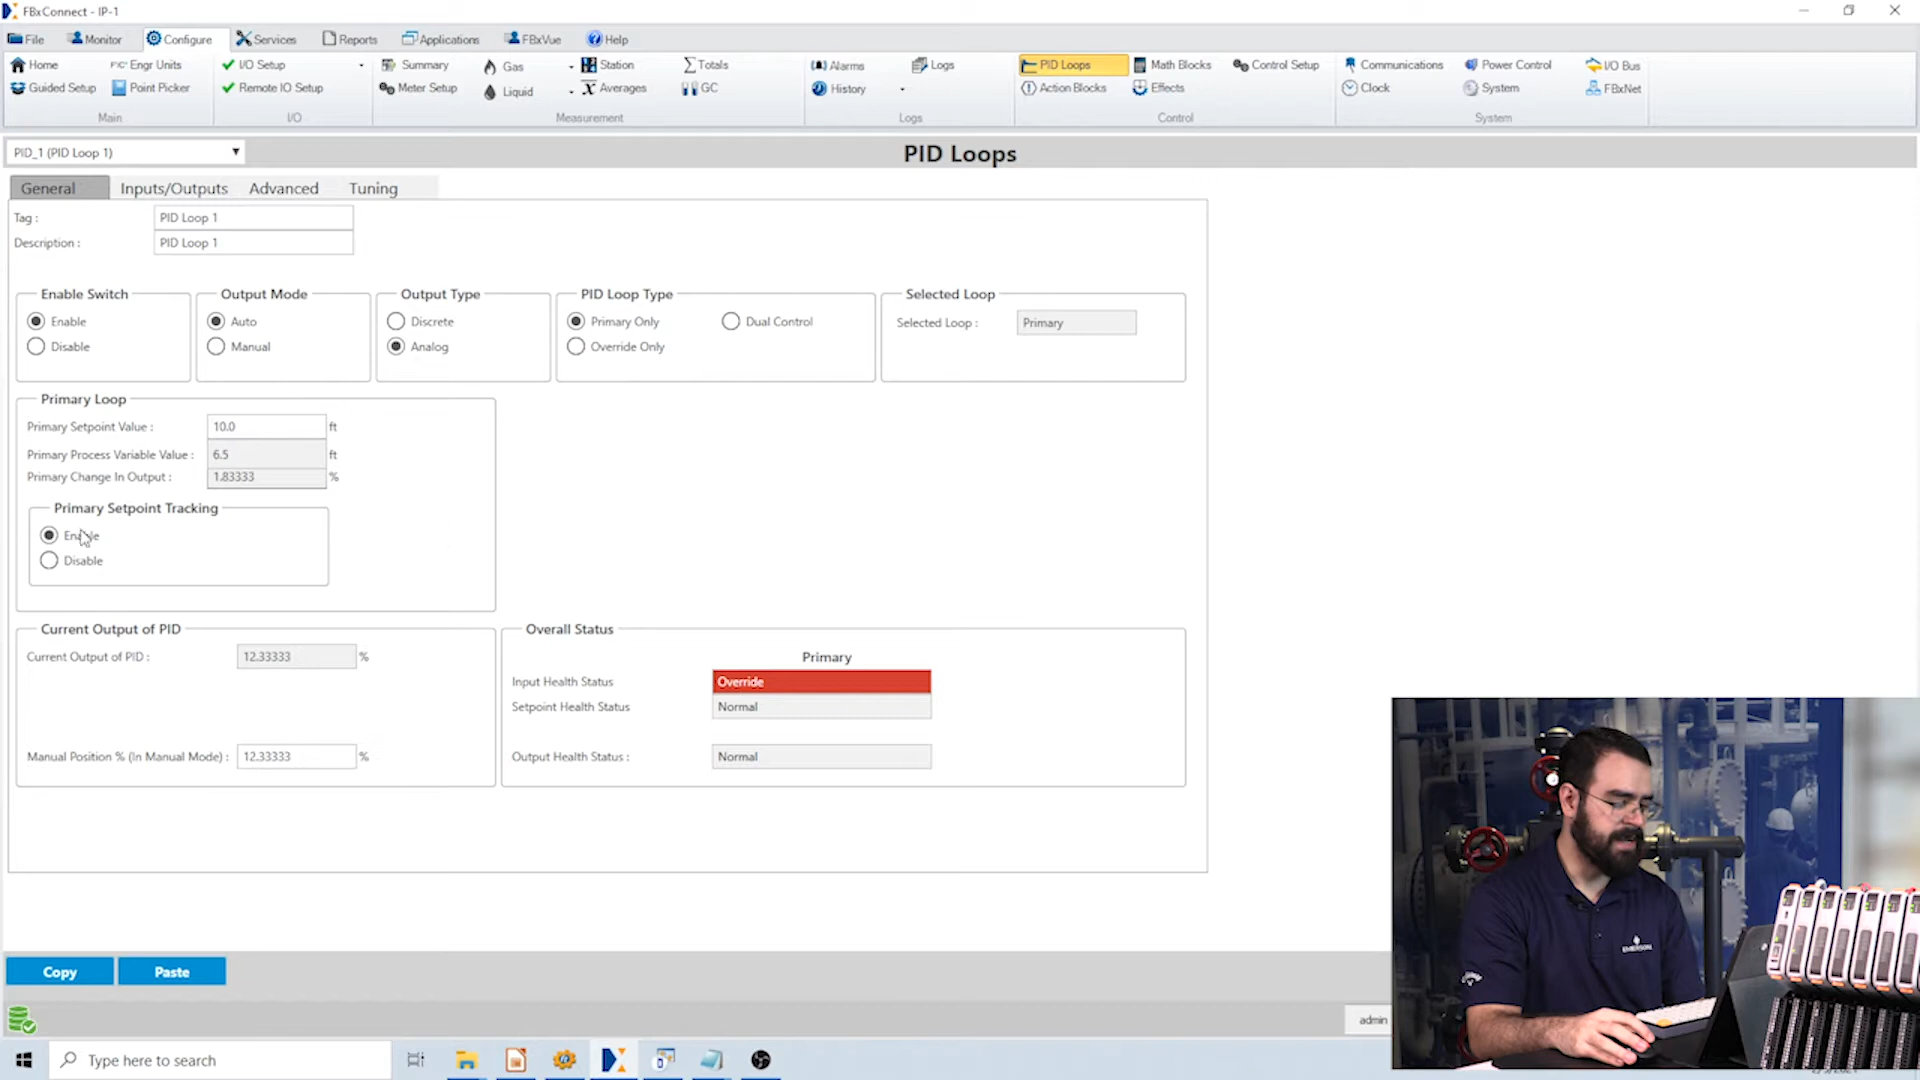 FBxConnect - IP-1
File Monitor Configure Services Reports Applications FBxVue Help
Home Engr Units I/O Setup Summary Gas Station Totals Alarms Logs PID Loops Math Blocks Control Setup Communications Power Control I/O Bus
Guided Setup Point Picker Remote IO Setup Meter Setup Liquid Averages GC History Action Blocks Effects Clock System FBxNet
Main I/O Measurement Logs Control System
PID_1 (PID Loop 1) PID Loops
General Inputs/Outputs Advanced Tuning
Tag : PID Loop 1
Description : PID Loop 1
Enable Switch Output Mode Output Type PID Loop Type Selected Loop
Enable Auto Discrete Primary Only Dual Control Selected Loop : Primary
Disable Manual Analog Override Only
Primary Loop
Primary Setpoint Value : 10.0 ft
Primary Process Variable Value : 6.5 ft
Primary Change In Output : 1.83333 %
Primary Setpoint Tracking
Enable
Disable
Current Output of PID Overall Status
Current Output of PID : 12.33333 % Primary
Input Health Status Override
Setpoint Health Status Normal
Manual Position % (In Manual Mode) : 12.33333 % Output Health Status : Normal
EMERSON
Copy Paste
admin
Type here to search